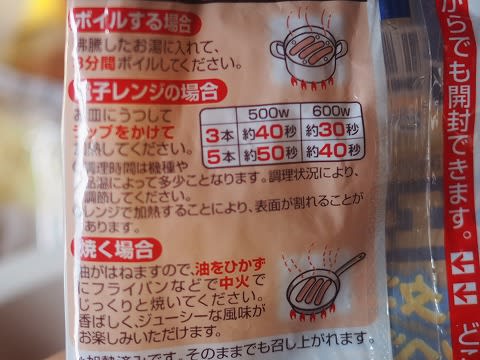 ボイルする場合
沸騰したお湯に入れて、
3分間ボイルしてください。
電子レンジの場合
お皿にうつして
ラップをかけて
加熱してください。
500w 600w
3本 約40秒 約30秒
5本 約50秒 約40秒
調理時間は機種や
品温によって多少ことなります。調理状況により、
調節してください。
レンジで加熱することにより、表面が割れることが
あります。
焼く場合
油がはねますので、油をひかず
にフライパンなどで中火で
じっくりと焼いてください。
香ばしく、ジューシーな風味が
お楽しみいただけます。
そのままでも召し上がれます。
からでも開封できます。